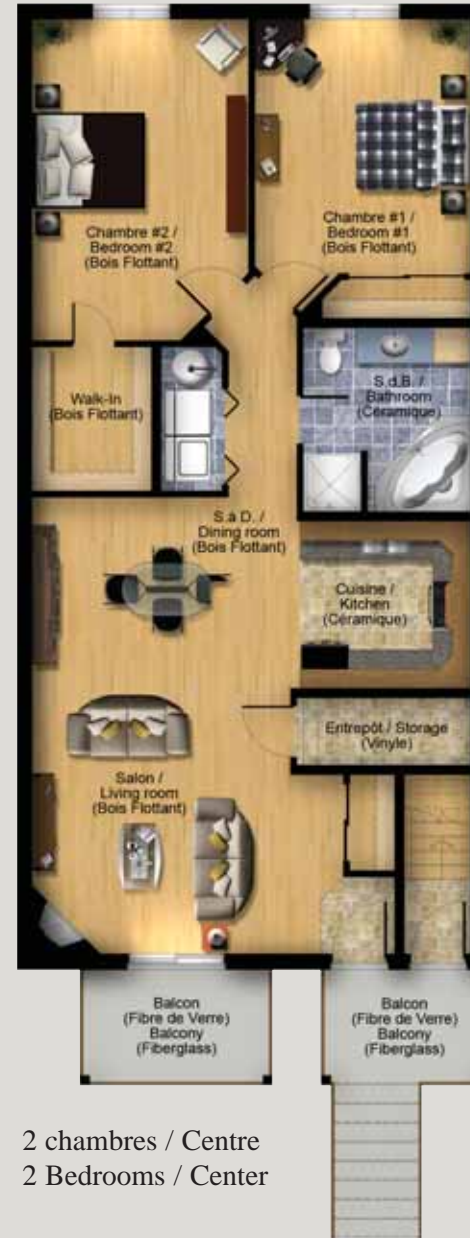 Chambre #2 /
Bedroom #2
(Bois Flottant)
Chambre #1 /
Bedroom #1
(Bois Flottant)
Walk-In
(Bois Flottant)
S.d.B. /
Bathroom
(Céramique)
S.à D. /
Dining room
(Bois Flottant)
Cuisine /
Kitchen
(Céramique)
Entrepôt / Storage
(Vinyle)
Salon /
Living room
(Bois Flottant)
Balcon
(Fibre de Verre)
Balcony
(Fiberglass)
Balcon
(Fibre de Verre)
Balcony
(Fiberglass)
2 chambres / Centre
2 Bedrooms / Center